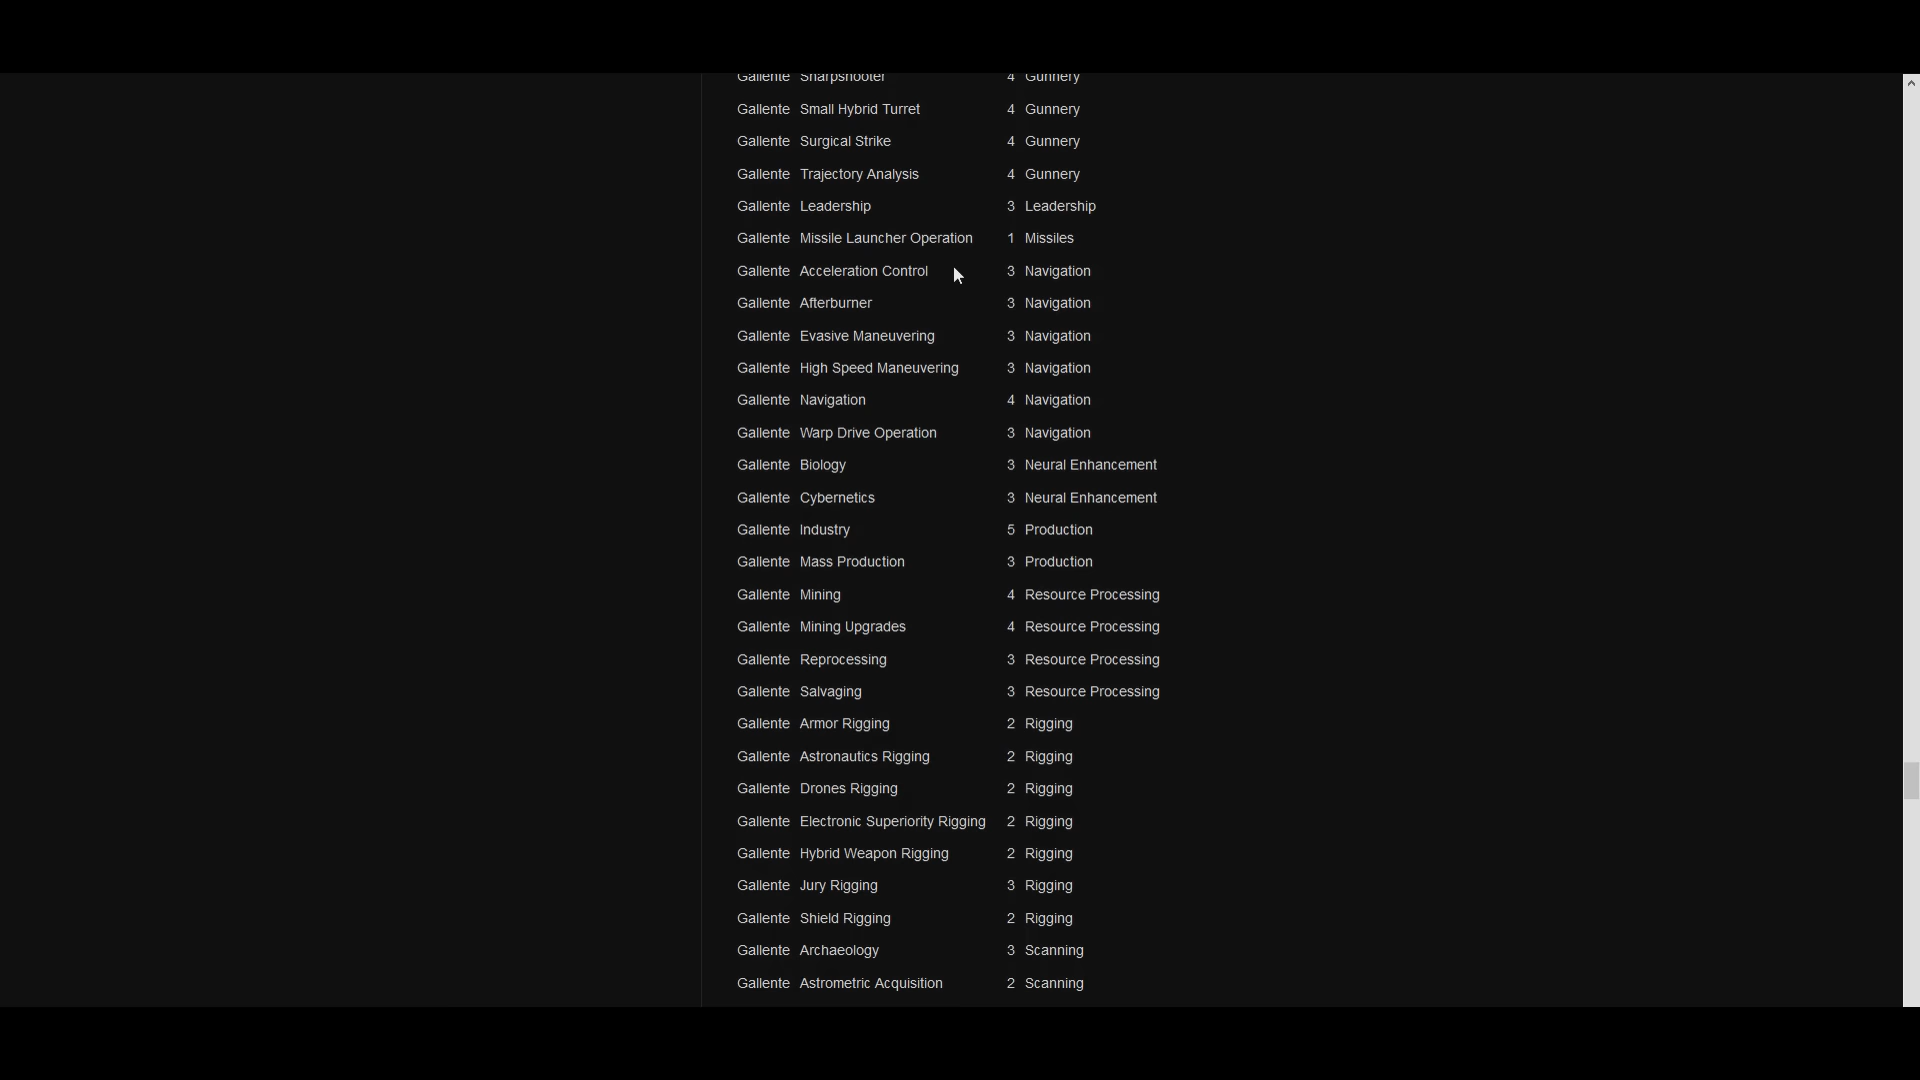 Gallente Sharpshooter 4 Gunnery
Gallente Small Hybrid Turret 4 Gunnery
Gallente Surgical Strike 4 Gunnery
Gallente Trajectory Analysis 4 Gunnery
Gallente Leadership 3 Leadership
Gallente Missile Launcher Operation 1 Missiles
Gallente Acceleration Control 3 Navigation
Gallente Afterburner 3 Navigation
Gallente Evasive Maneuvering 3 Navigation
Gallente High Speed Maneuvering 3 Navigation
Gallente Navigation 4 Navigation
Gallente Warp Drive Operation 3 Navigation
Gallente Biology 3 Neural Enhancement
Gallente Cybernetics 3 Neural Enhancement
Gallente Industry 5 Production
Gallente Mass Production 3 Production
Gallente Mining 4 Resource Processing
Gallente Mining Upgrades 4 Resource Processing
Gallente Reprocessing 3 Resource Processing
Gallente Salvaging 3 Resource Processing
Gallente Armor Rigging 2 Rigging
Gallente Astronautics Rigging 2 Rigging
Gallente Drones Rigging 2 Rigging
Gallente Electronic Superiority Rigging 2 Rigging
Gallente Hybrid Weapon Rigging 2 Rigging
Gallente Jury Rigging 3 Rigging
Gallente Shield Rigging 2 Rigging
Gallente Archaeology 3 Scanning
Gallente Astrometric Acquisition 2 Scanning